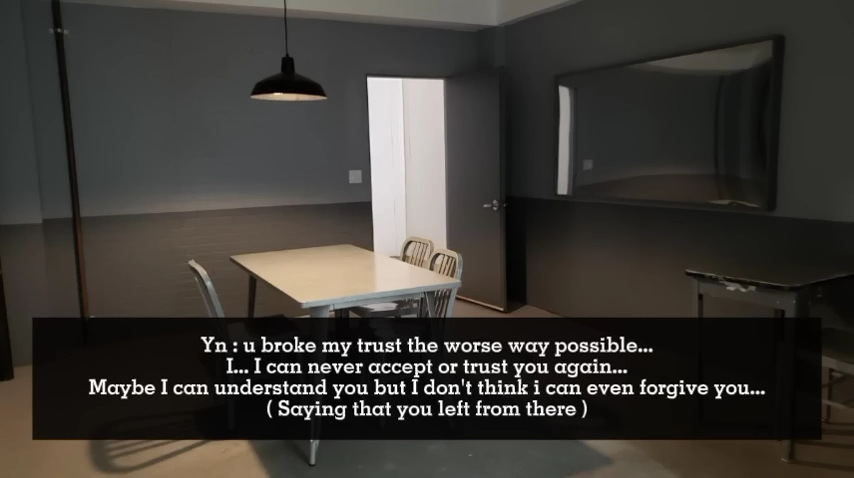 Yn : u broke my trust the worse way possible...
I... I can never accept or trust you again...
Maybe I can understand you but I don't think i can even forgive you...
( Saying that you left from there )